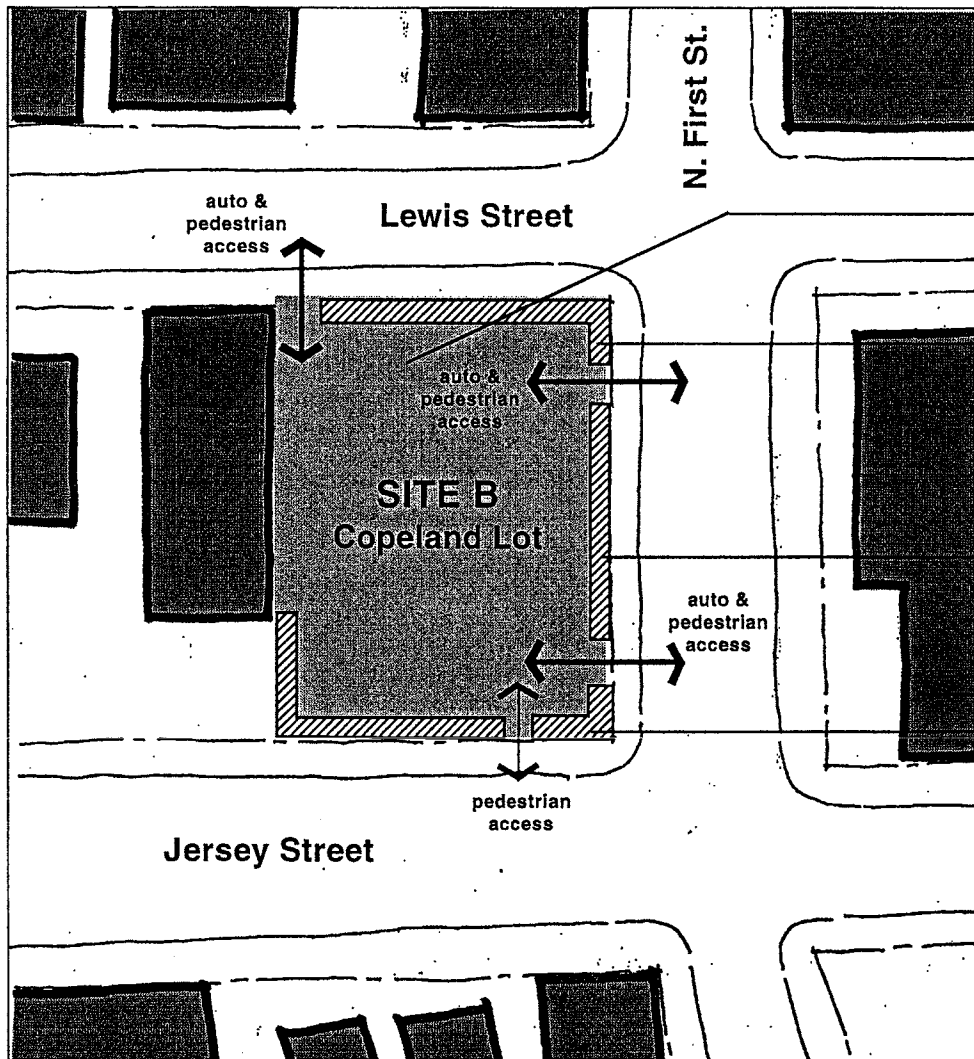 N. First St.
auto &
pedestrian
access
Lewis Street
auto &
pedestrian
access
SITE B
Copeland Lot
auto &
pedestrian
access
pedestrian
access
Jersey Street